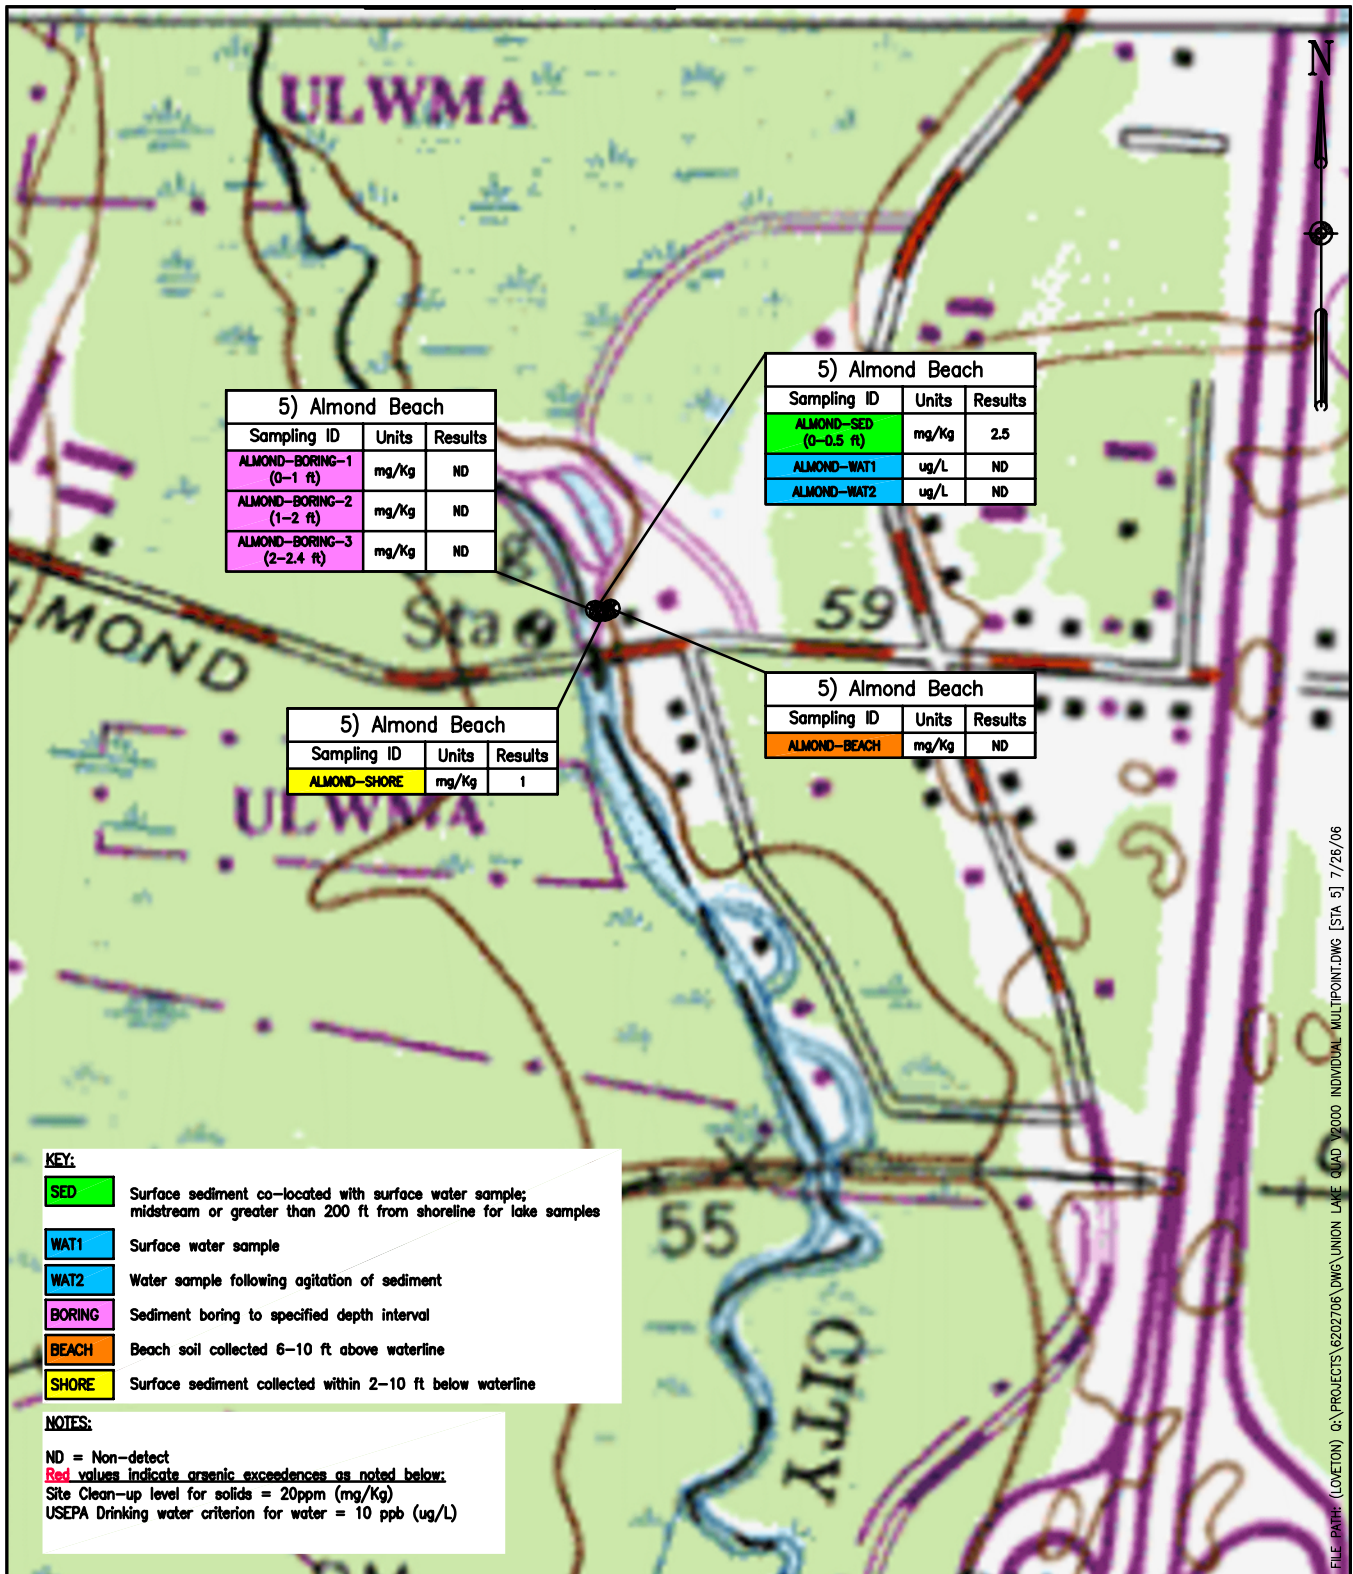 N
ULWMA
5) Almond Beach
Sampling ID Units Results
ALMOND-SED (0-0.5 ft) mg/Kg 2.5
ALMOND-WAT1 ug/L ND
ALMOND-WAT2 ug/L ND
5) Almond Beach
Sampling ID Units Results
ALMOND-BORING-1 (0-1 ft) mg/Kg ND
ALMOND-BORING-2 (1-2 ft) mg/Kg ND
ALMOND-BORING-3 (2-2.4 ft) mg/Kg ND
Sta
59
LMOND
5) Almond Beach
Sampling ID Units Results
ALMOND-BEACH mg/Kg ND
5) Almond Beach
Sampling ID Units Results
ALMOND-SHORE mg/Kg 1
ULWMA
55
CITY
KEY:
SED Surface sediment co-located with surface water sample;
midstream or greater than 200 ft from shoreline for lake samples
WAT1 Surface water sample
WAT2 Water sample following agitation of sediment
BORING Sediment boring to specified depth interval
BEACH Beach soil collected 6-10 ft above waterline
SHORE Surface sediment collected within 2-10 ft below waterline
NOTES:
ND = Non-detect
Red values indicate arsenic exceedences as noted below:
Site Clean-up level for solids = 20ppm (mg/Kg)
USEPA Drinking water criterion for water = 10 ppb (ug/L)
FILE PATH: (LOVETON) Q:\PROJECTS\6202706\DWG\UNION LAKE QUAD V2000 INDIVIDUAL MULTIPOINT.DWG [STA 5] 7/26/06